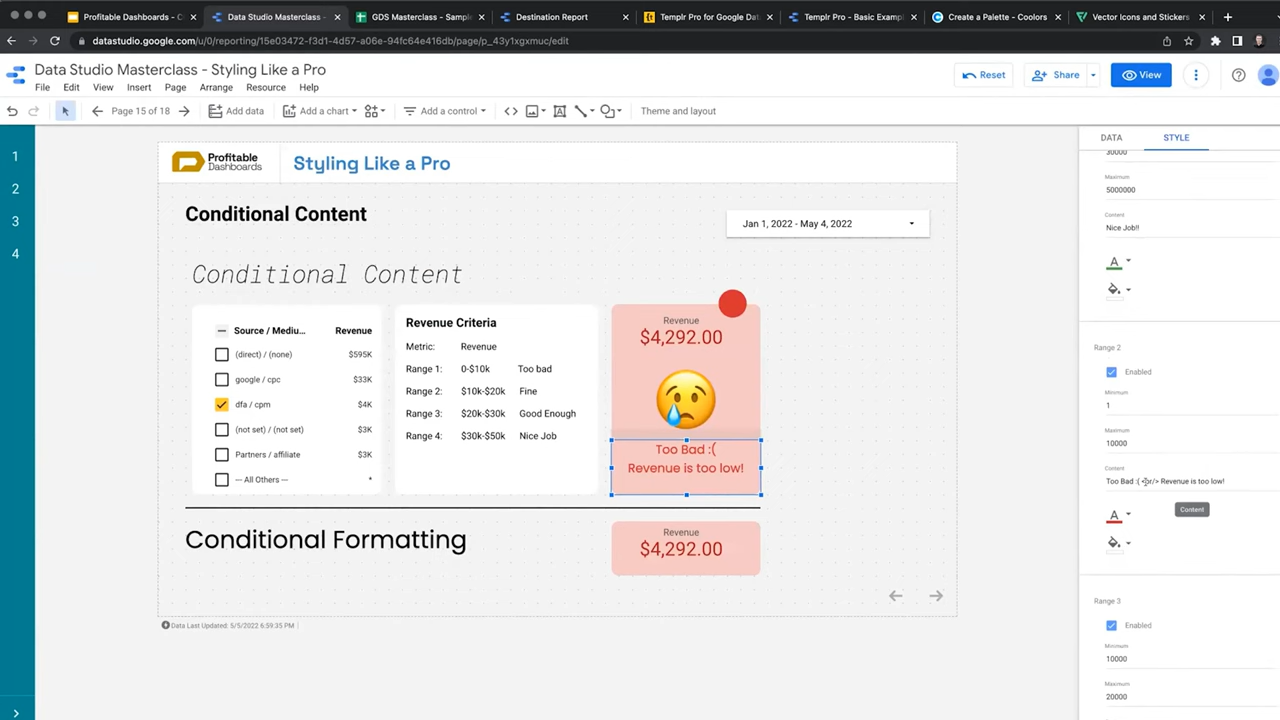 Profitable Dashboards - C
Data Studio Masterclass -
GDS Masterclass - Sample
Destination Report
Templr Pro for Google Dat
Templr Pro - Basic Examp
Create a Palette - Coolors
Vector Icons and Stickers
datastudio.google.com/u/0/reporting/15e03472-f3d1-4d57-a06e-94fc64e416db/page/p_43y1xgxmuc/edit
Data Studio Masterclass - Styling Like a Pro
Reset
Share
View
File Edit View Insert Page Arrange Resource Help
Page 15 of 18
Add data
Add a chart
Add a control
Theme and layout
1
2
3
4
Profitable
Dashboards
Styling Like a Pro
Conditional Content
Jan 1, 2022 - May 4, 2022
Conditional Content
Source / Mediu... Revenue
(direct) / (none) $595K
google / cpc $33K
dfa / cpm $4K
(not set) / (not set) $3K
Partners / affiliate $3K
--- All Others --- *
Revenue Criteria
Metric: Revenue
Range 1: 0-$10k Too bad
Range 2: $10k-$20k Fine
Range 3: $20k-$30k Good Enough
Range 4: $30k-$50k Nice Job
Revenue
$4,292.00
Too Bad :(
Revenue is too low!
Conditional Formatting
Revenue
$4,292.00
Data Last Updated: 5/5/2022 6:59:35 PM
DATA STYLE
30000
Maximum
5000000
Content
Nice Job!!
A
Range 2
Enabled
Minimum
1
Maximum
10000
Content
Too Bad :( <br/> Revenue is too low!
Content
A
Range 3
Enabled
Minimum
10000
Maximum
20000